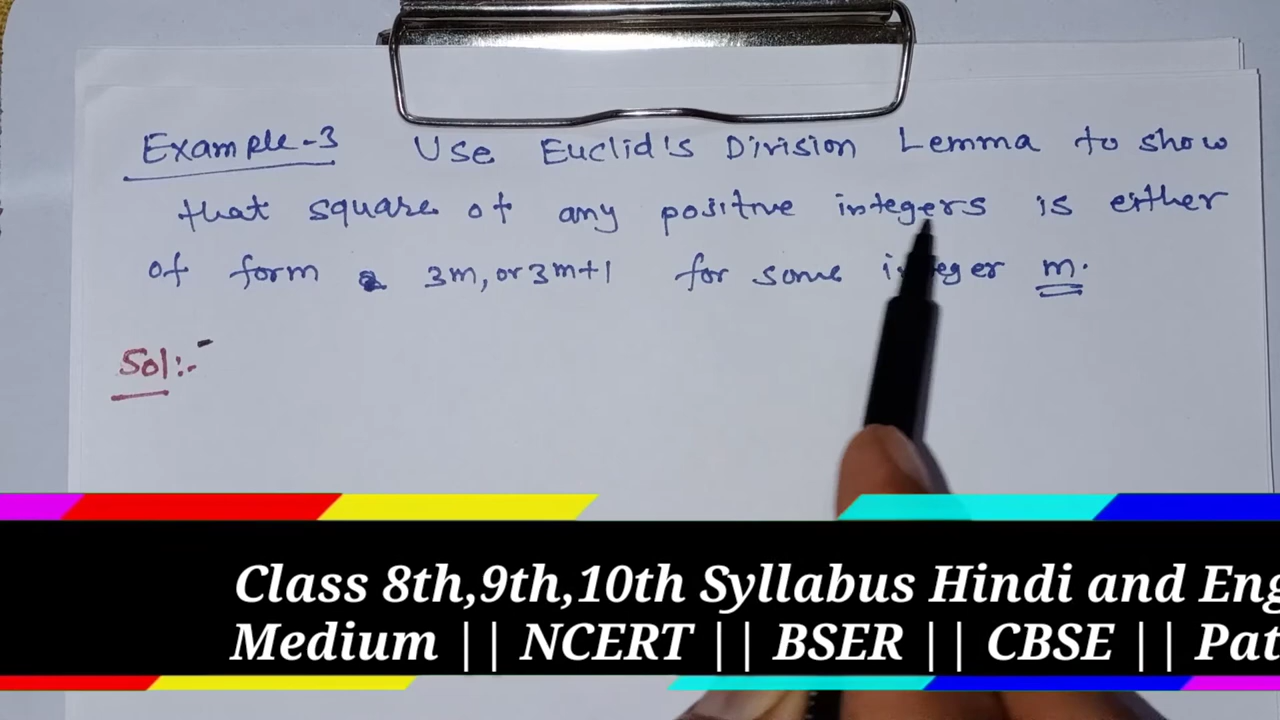 Example-3 Use Euclid's Division Lemma to show
that square of any positive integers is either
of form 3m, or 3m+1 for some integer m.
Sol:-
Class 8th,9th,10th Syllabus Hindi and Eng
Medium || NCERT || BSER || CBSE || Pat